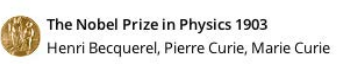 The Nobel Prize in Physics 1903
Henri Becquerel, Pierre Curie, Marie Curie